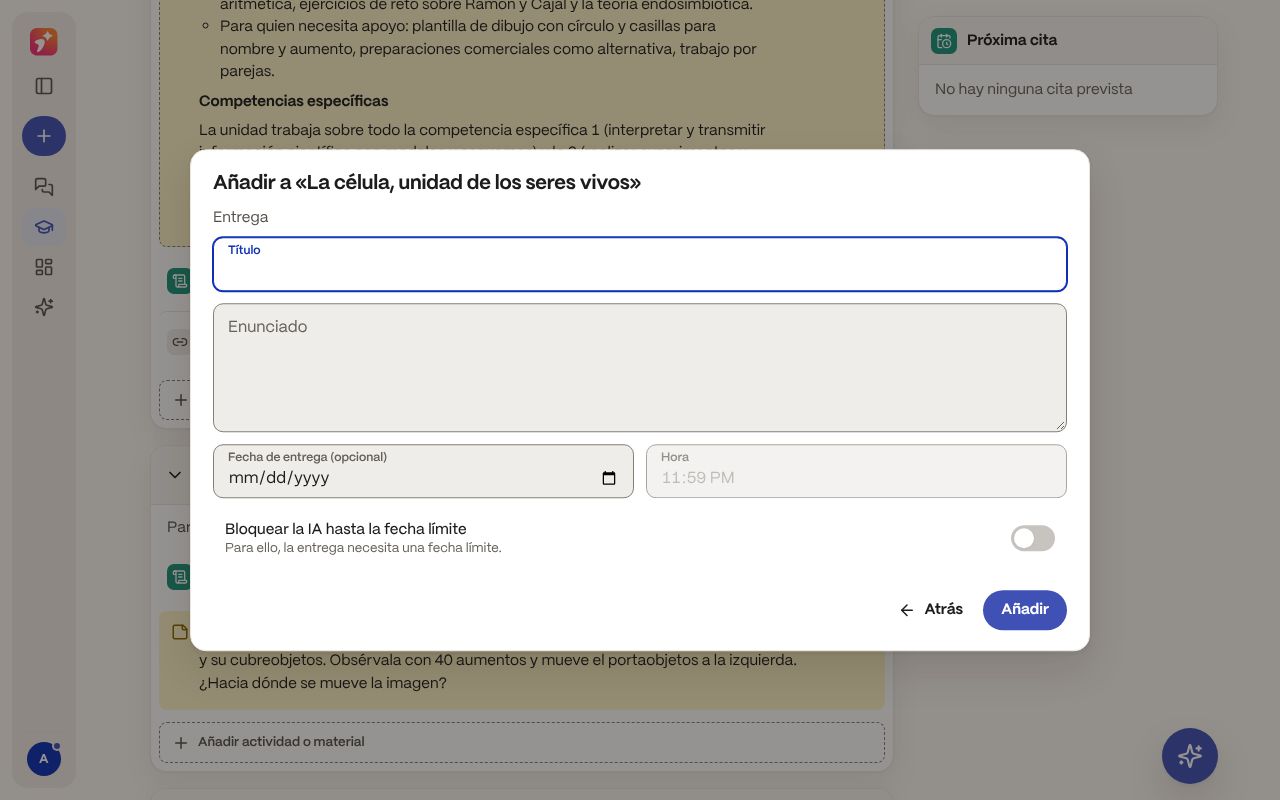 aritmética, ejercicios de reto sobre Ramón y Cajal y la teoría endosimbiótica.
Para quien necesita apoyo: plantilla de dibujo con círculo y casillas para
nombre y aumento, preparaciones comerciales como alternativa, trabajo por
parejas.
Competencias específicas
La unidad trabaja sobre todo la competencia específica 1 (interpretar y transmitir
Próxima cita
No hay ninguna cita prevista
Añadir a «La célula, unidad de los seres vivos»
Entrega
Título
Enunciado
Fecha de entrega (opcional)
mm/dd/yyyy
Hora
11:59 PM
Bloquear la IA hasta la fecha límite
Para ello, la entrega necesita una fecha límite.
Atrás
Añadir
Par
y su cubreobjetos. Obsérvala con 40 aumentos y mueve el portaobjetos a la izquierda.
¿Hacia dónde se mueve la imagen?
Añadir actividad o material
A